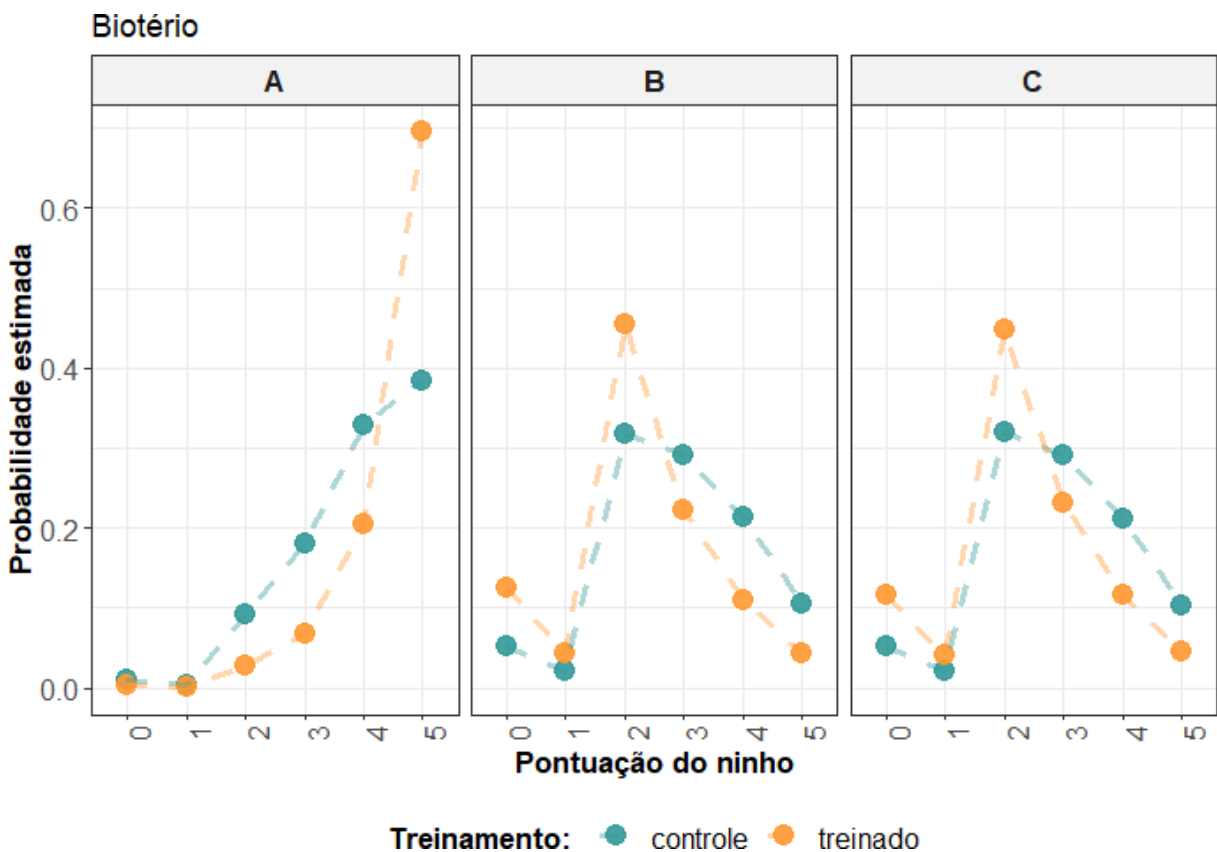 Biotério
A B C
0.6
0.4
0.2
0.0
Probabilidade estimada
0 1 2 3 4 5 0 1 2 3 4 5 0 1 2 3 4 5
Pontuação do ninho
Treinamento: controle treinado